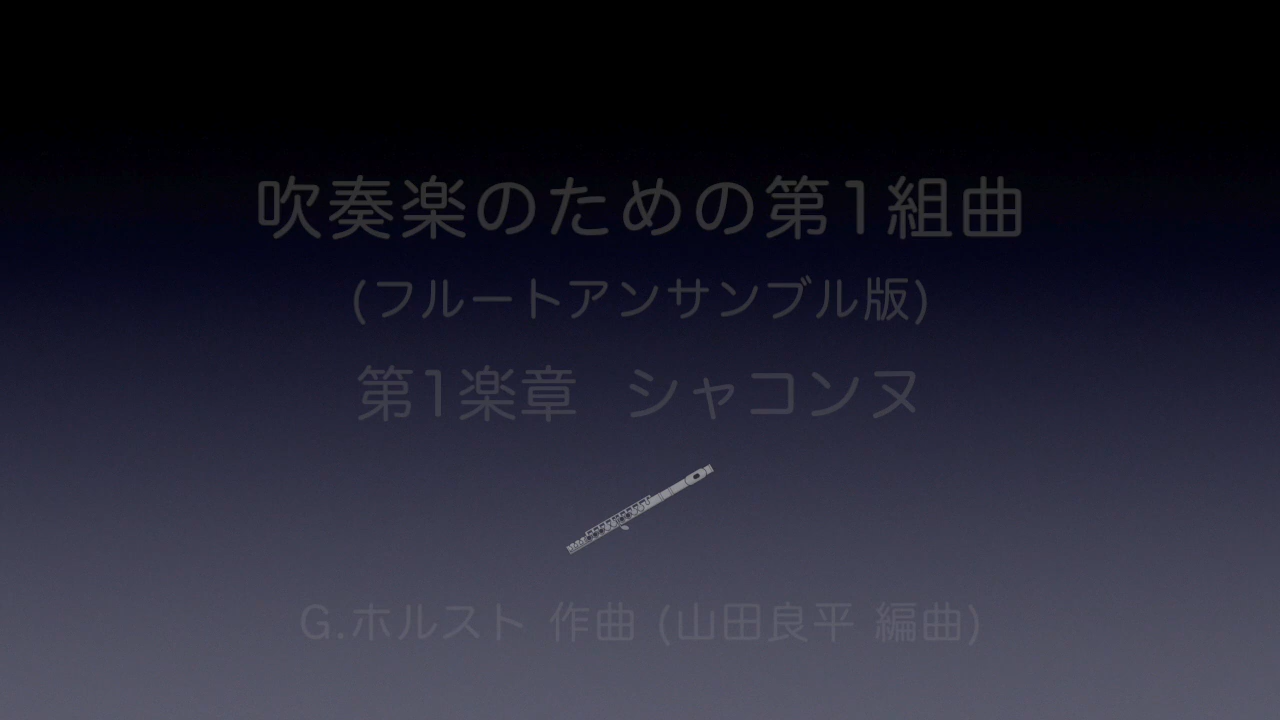 吹奏楽のための第1組曲
(フルートアンサンブル版)
第1楽章　シャコンヌ
G.ホルスト 作曲 (山田良平 編曲)